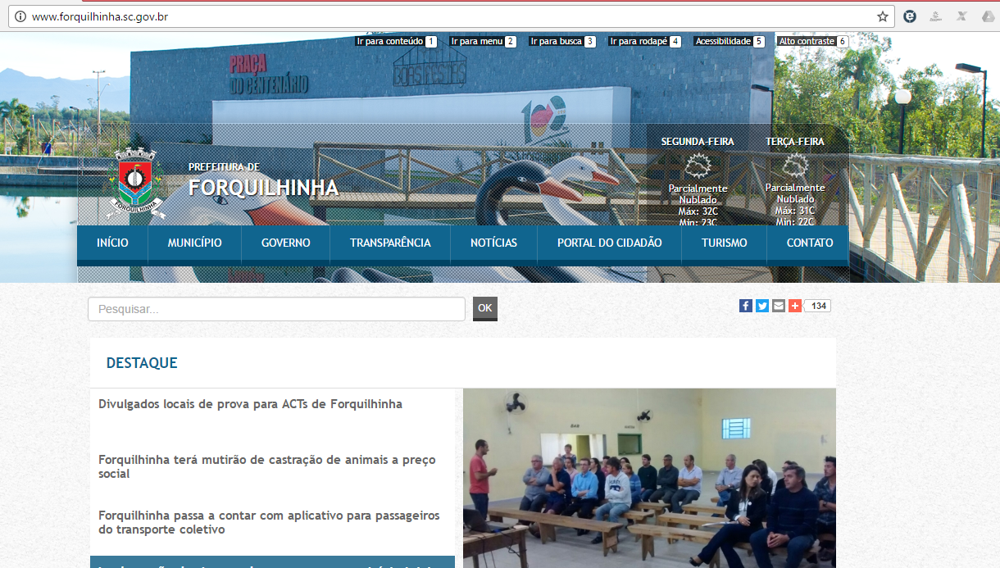 www.forquilhinha.sc.gov.br
Ir para conteúdo 1 Ir para menu 2 Ir para busca 3 Ir para rodapé 4 Acessibilidade 5 Alto contraste 6
PRAÇA
DO CENTENÁRIO
BOAS FESTAS
SEGUNDA-FEIRA TERÇA-FEIRA
PREFEITURA DE
FORQUILHINHA
FORQUILHINHA
Parcialmente Parcialmente
Nublado Nublado
Máx: 32C Máx: 31C
Min: 23C Min: 22C
INÍCIO MUNICÍPIO GOVERNO TRANSPARÊNCIA NOTÍCIAS PORTAL DO CIDADÃO TURISMO CONTATO
Pesquisar... OK 134
DESTAQUE
Divulgados locais de prova para ACTs de Forquilhinha
Forquilhinha terá mutirão de castração de animais a preço
social
Forquilhinha passa a contar com aplicativo para passageiros
do transporte coletivo